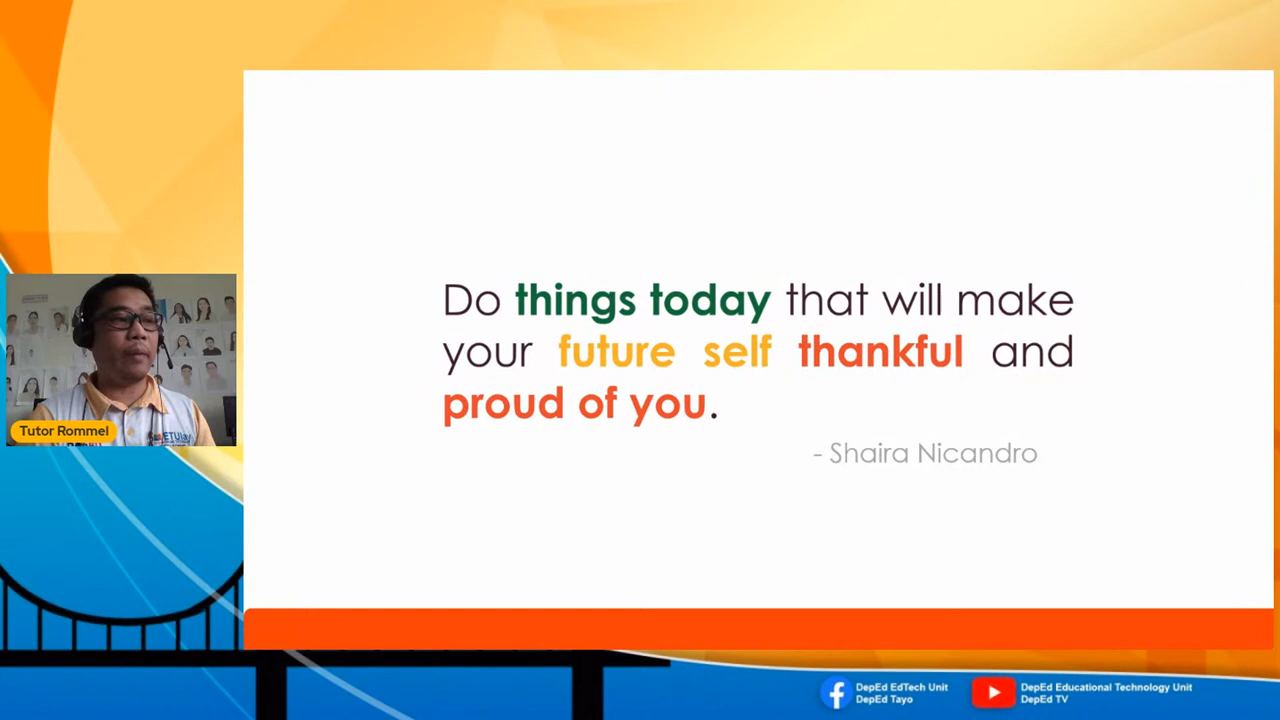 Do things today that will make
your future self thankful and
proud of you.
- Shaira Nicandro
Tutor Rommel
DepEd EdTech Unit
DepEd Tayo
DepEd Educational Technology Unit
DepEd TV